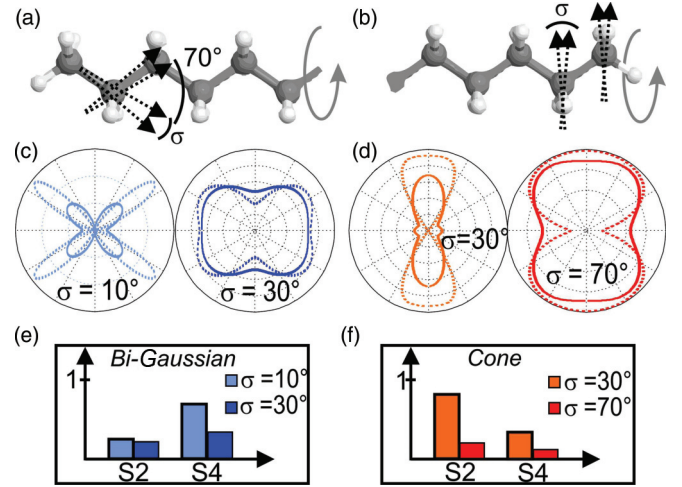 (a)
70°
σ
(b)
σ
(c)
σ = 10°
σ = 30°
(d)
σ =30°
σ = 70°
(e)
Bi-Gaussian
1
σ =10°
σ =30°
S2
S4
(f)
Cone
1
σ =30°
σ =70°
S2
S4